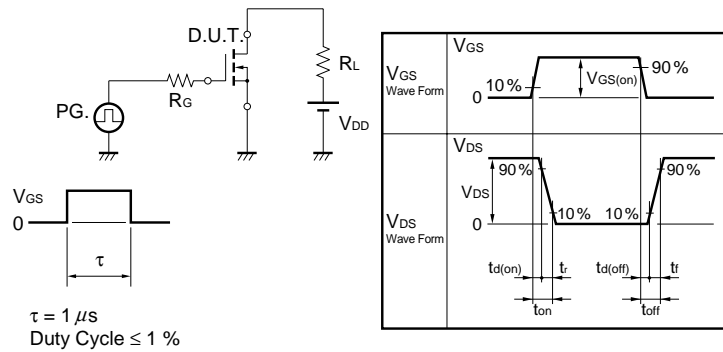 D.U.T.
RL
RG
PG.
VDD
VGS
0
τ
τ = 1 μs
Duty Cycle ≤ 1 %
VGS
Wave Form
VGS
10 %
0
VGS(on)
90 %
VDS
Wave Form
VDS
90 %
VDS
0
10 %
10 %
90 %
td(on)
tr
td(off)
tf
ton
toff